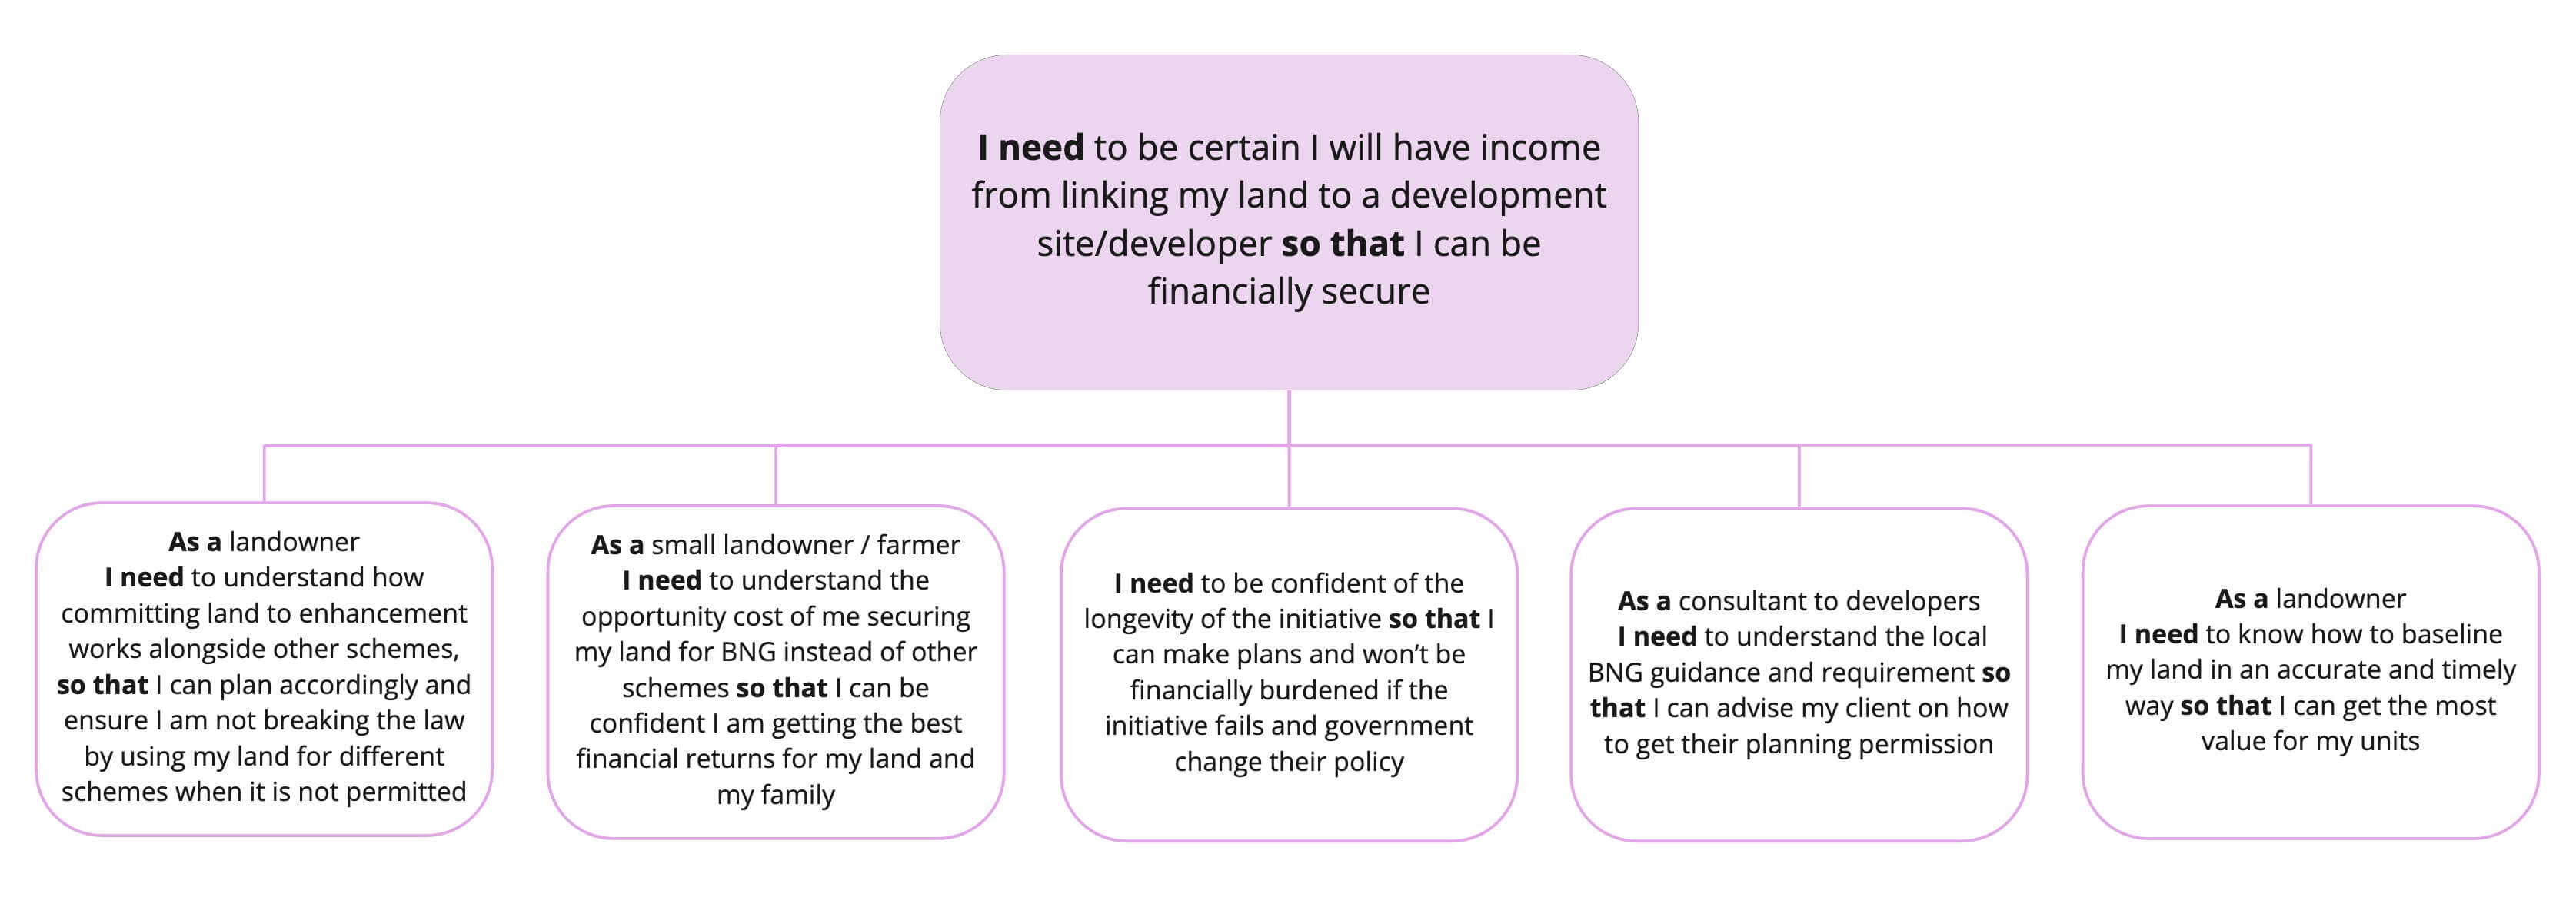 I need to be certain I will have income
from linking my land to a development
site/developer so that I can be
financially secure
As a landowner
I need to understand how
committing land to enhancement
works alongside other schemes,
so that I can plan accordingly and
ensure I am not breaking the law
by using my land for different
schemes when it is not permitted
As a small landowner / farmer
I need to understand the
opportunity cost of me securing
my land for BNG instead of other
schemes so that I can be
confident I am getting the best
financial returns for my land and
my family
I need to be confident of the
longevity of the initiative so that I
can make plans and won’t be
financially burdened if the
initiative fails and government
change their policy
As a consultant to developers
I need to understand the local
BNG guidance and requirement so
that I can advise my client on how
to get their planning permission
As a landowner
I need to know how to baseline
my land in an accurate and timely
way so that I can get the most
value for my units